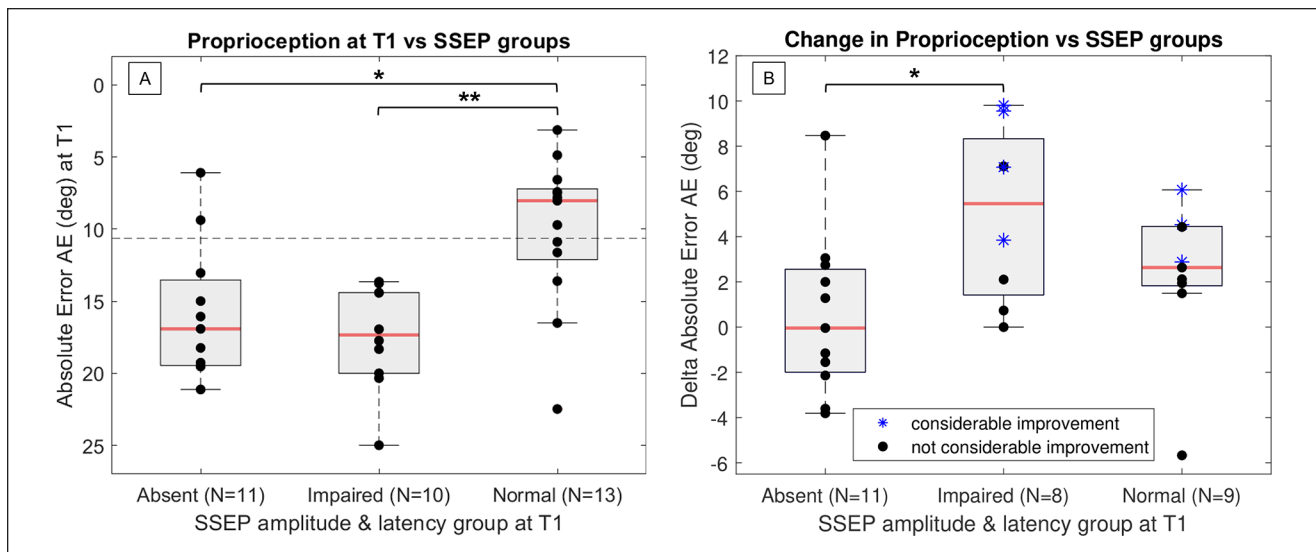 Proprioception at T1 vs SSEP groups
A
*
**
0
5
10
15
20
25
Absolute Error AE (deg) at T1
Absent (N=11) Impaired (N=10) Normal (N=13)
SSEP amplitude & latency group at T1
Change in Proprioception vs SSEP groups
B
*
12
10
8
6
4
2
0
-2
-4
-6
Delta Absolute Error AE (deg)
considerable improvement
not considerable improvement
Absent (N=11) Impaired (N=8) Normal (N=9)
SSEP amplitude & latency group at T1